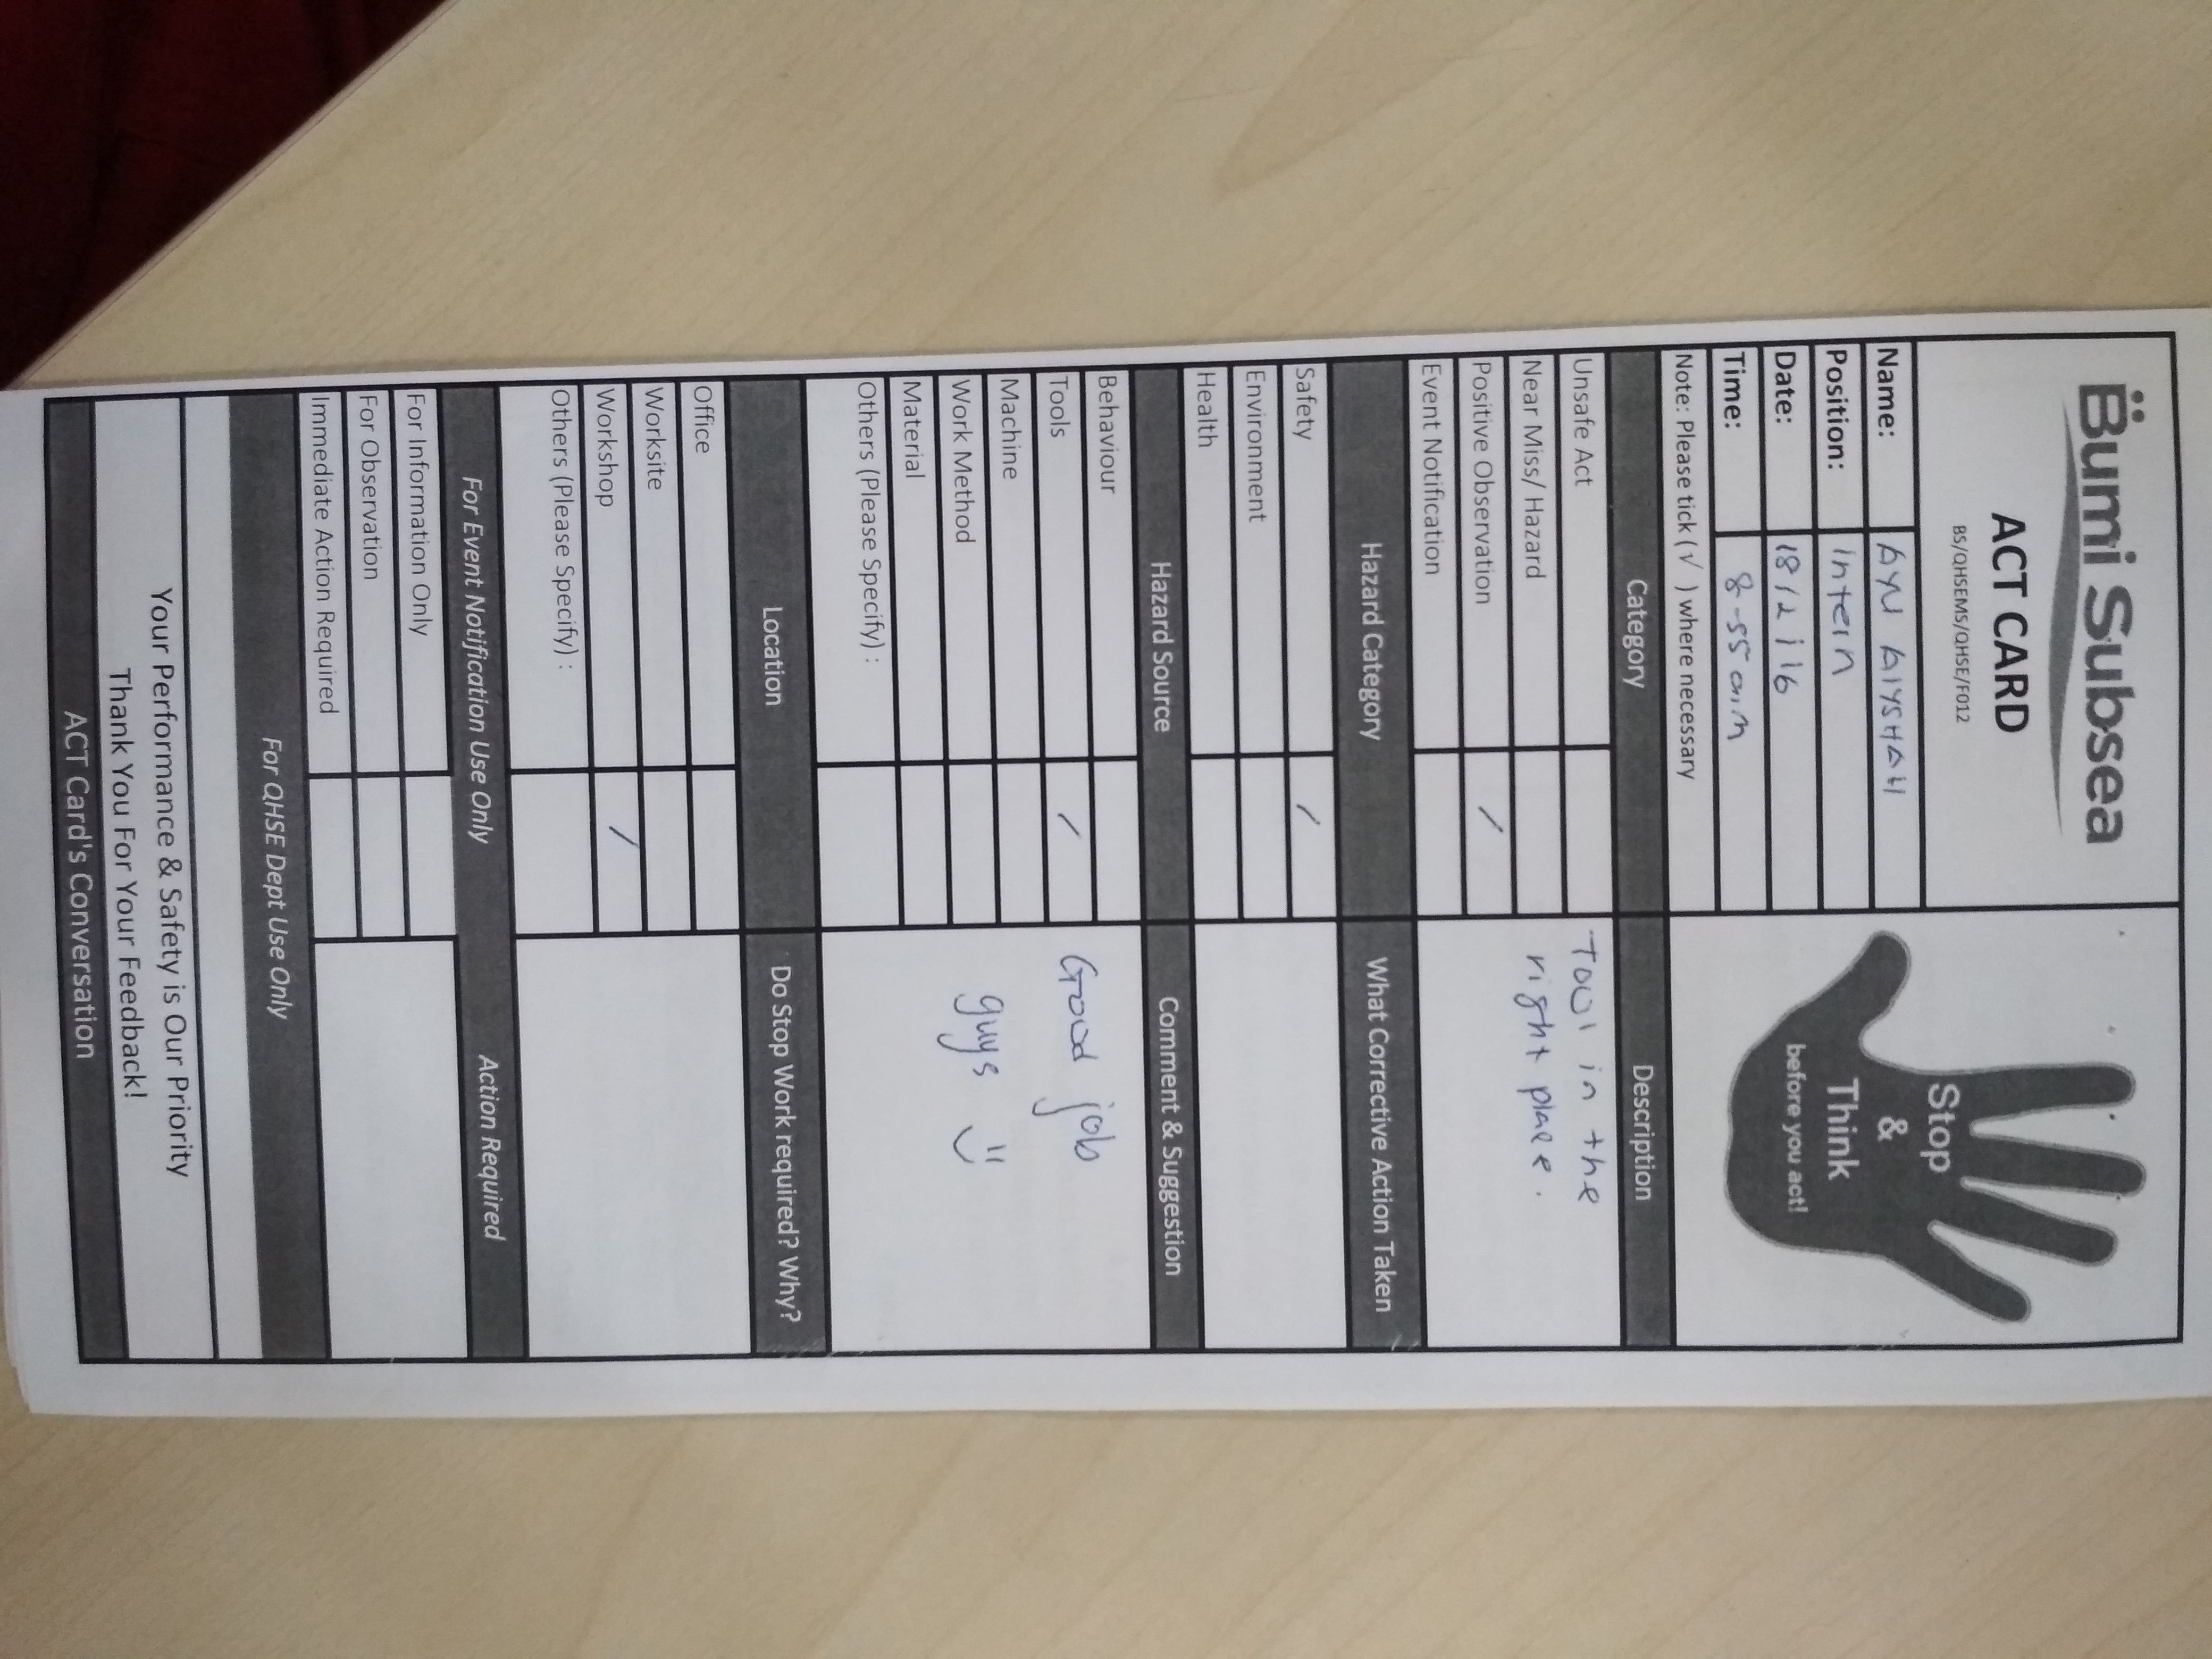 Bumi Subsea
ACT CARD
BS/QHSEMS/QHSE/F012
Stop
&
Think
before you act!
Name: AYU AIYSHAH
Position: Intern
Date: 18/2/16
Time: 8-55 am
Note: Please tick (√ ) where necessary
Category Description
Unsafe Act
Near Miss/ Hazard
Positive Observation /
Event Notification
Tool in the
right place.
Hazard Category What Corrective Action Taken
Safety /
Environment
Health
Hazard Source Comment & Suggestion
Behaviour
Tools /
Machine
Work Method
Material
Others (Please Specify) :
Good job
guys
Location Do Stop Work required? Why?
Office
Worksite
Workshop /
Others (Please Specify) :
For Event Notification Use Only Action Required
For Information Only
For Observation
Immediate Action Required
For QHSE Dept Use Only
Your Performance & Safety is Our Priority
Thank You For Your Feedback!
ACT Card's Conversation